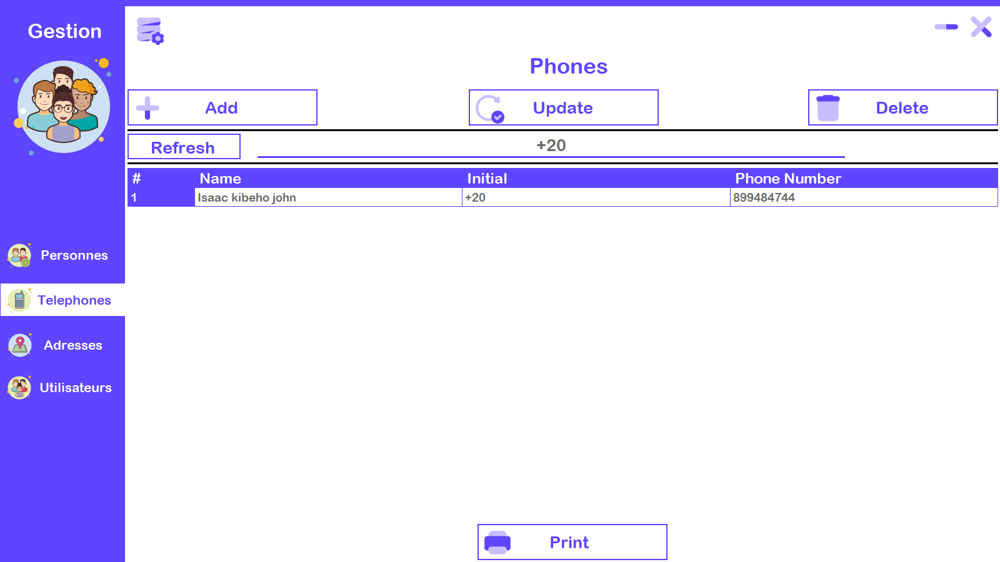 Gestion
Phones
Add Update Delete
Refresh +20
# Name Initial Phone Number
1 Isaac kibeho john +20 899484744
Personnes
Telephones
Adresses
Utilisateurs
Print